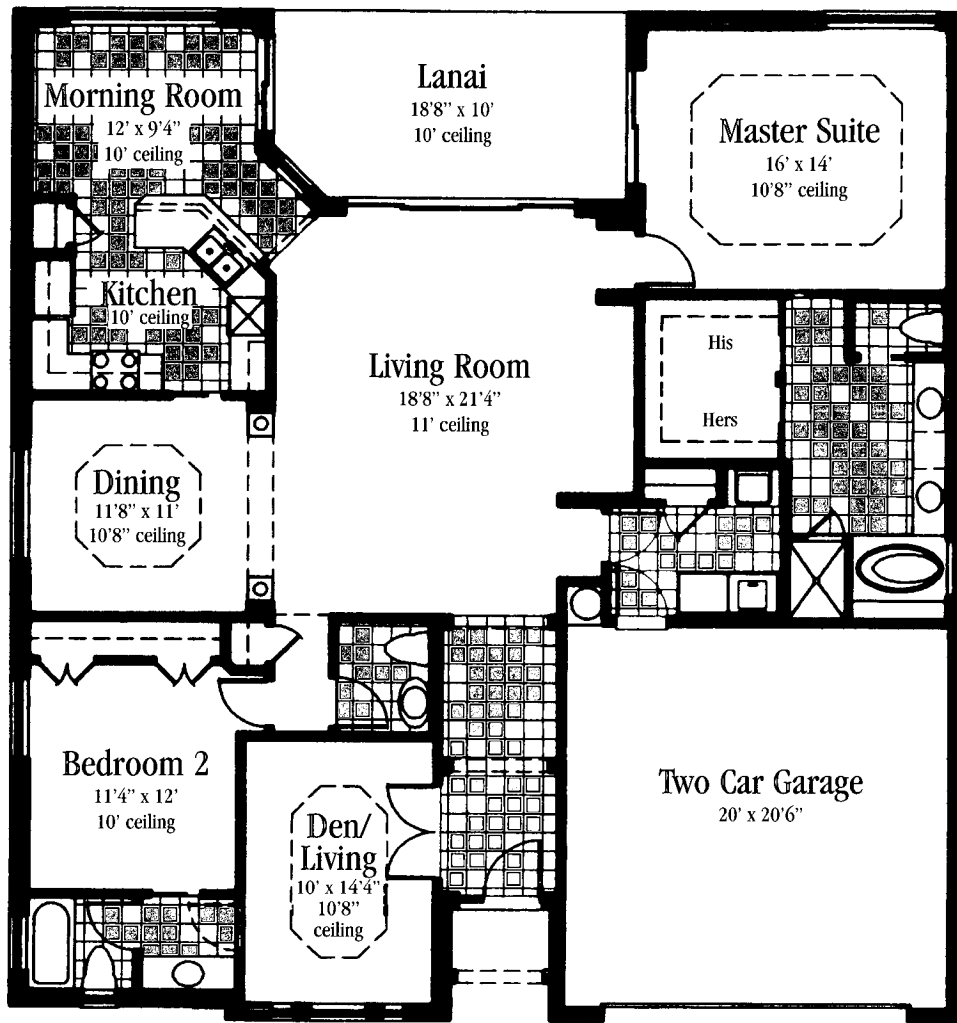 Morning Room
12' x 9'4"
10' ceiling
Lanai
18'8" x 10'
10' ceiling
Master Suite
16' x 14'
10'8" ceiling
Kitchen
10' ceiling
Living Room
18'8" x 21'4"
11' ceiling
His
Hers
Dining
11'8" x 11'
10'8" ceiling
Bedroom 2
11'4" x 12'
10' ceiling
Den/
Living
10' x 14'4"
10'8"
ceiling
Two Car Garage
20' x 20'6"